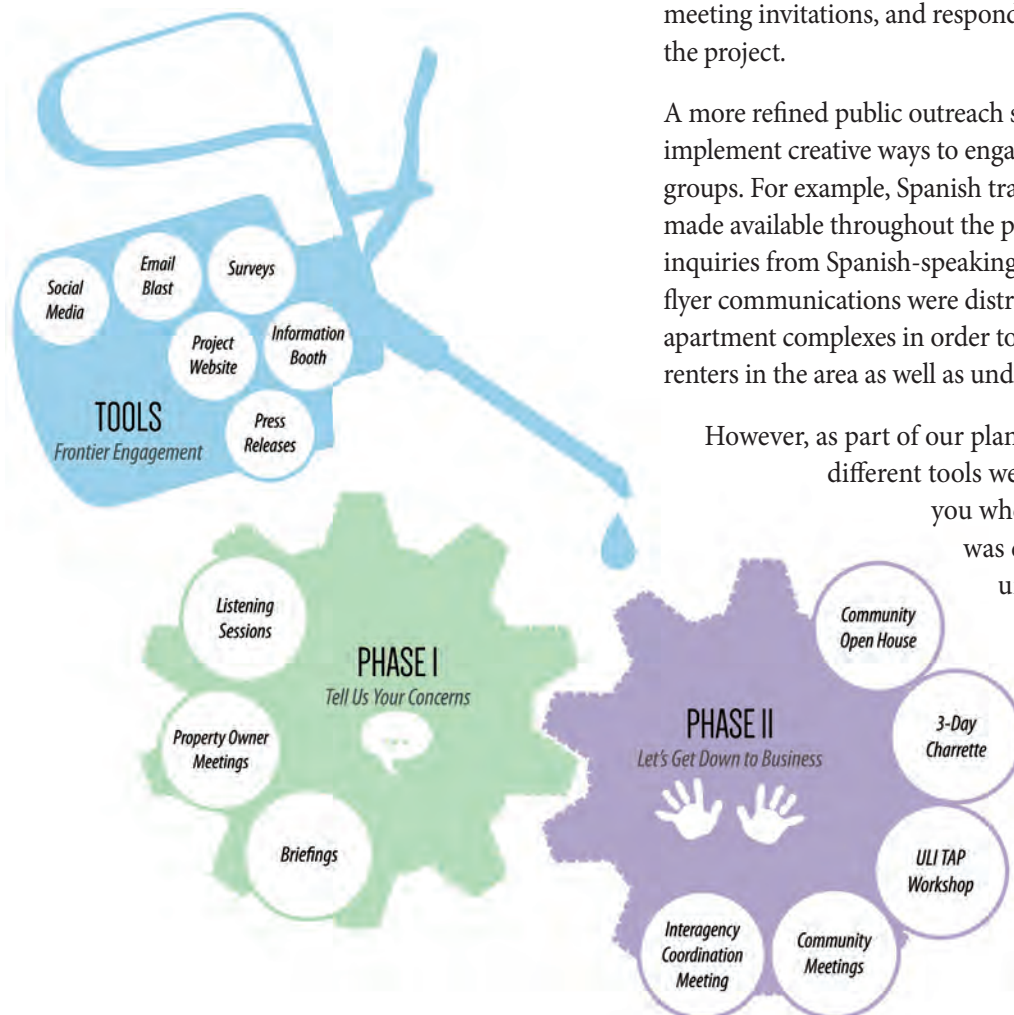 meeting invitations, and respond
the project.
A more refined public outreach s
implement creative ways to enga
groups. For example, Spanish tra
made available throughout the p
inquiries from Spanish-speaking
flyer communications were distr
apartment complexes in order to
renters in the area as well as und
However, as part of our plan
different tools we
you who
was
Social
Media
Email
Blast
Surveys
Project
Website
Information
Booth
Press
Releases
TOOLS
Frontier Engagement
Listening
Sessions
Property Owner
Meetings
Briefings
PHASE I
Tell Us Your Concerns
...
PHASE II
Let's Get Down to Business
Community
Open House
3-Day
Charrette
ULI TAP
Workshop
Community
Meetings
Interagency
Coordination
Meeting